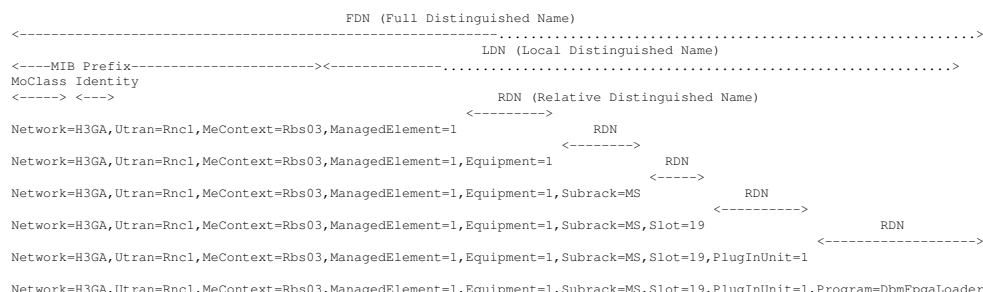 FDN (Full Distinguished Name)
<------------------------------------------------------------...........................................................>
LDN (Local Distinguished Name)
<----MIB Prefix-----------------------><--------------...............................................................>
MoClass Identity
<-----> <--->                                                RDN (Relative Distinguished Name)
<--------->
Network=H3GA,Utran=Rnc1,MeContext=Rbs03,ManagedElement=1                 RDN
<-------->
Network=H3GA,Utran=Rnc1,MeContext=Rbs03,ManagedElement=1,Equipment=1              RDN
<----->
Network=H3GA,Utran=Rnc1,MeContext=Rbs03,ManagedElement=1,Equipment=1,Subrack=MS             RDN
<---------->
Network=H3GA,Utran=Rnc1,MeContext=Rbs03,ManagedElement=1,Equipment=1,Subrack=MS,Slot=19                      RDN
<------------------->
Network=H3GA,Utran=Rnc1,MeContext=Rbs03,ManagedElement=1,Equipment=1,Subrack=MS,Slot=19,PlugInUnit=1
Network=H3GA,Utran=Rnc1,MeContext=Rbs03,ManagedElement=1,Equipment=1,Subrack=MS,Slot=19,PlugInUnit=1,Program=DbmFpgaLoader